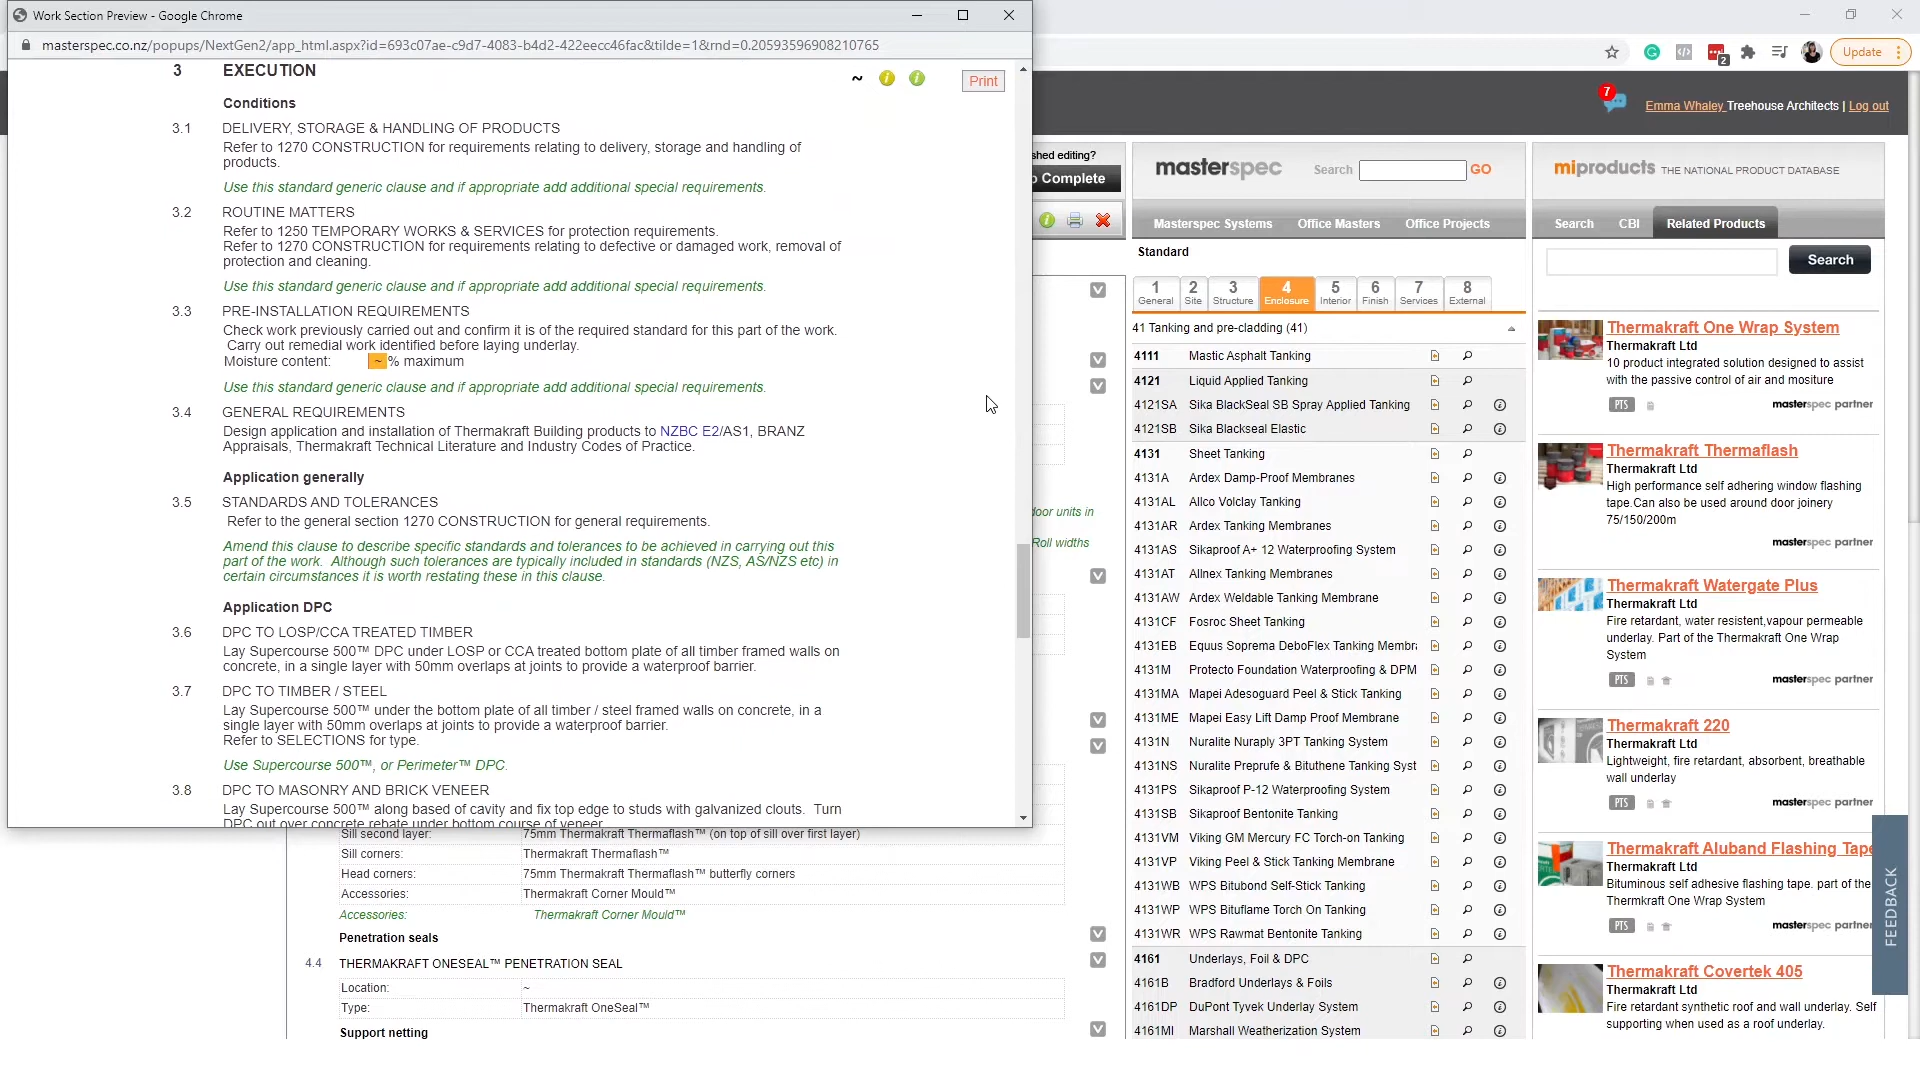 Work Section Preview - Google Chrome
masterspec.co.nz/popups/NextGen2/app_html.aspx?id=693c07ae-c9d7-4083-b4d2-422eecc46fac&tilde=1&rnd=0.20593596908210765
3 EXECUTION
~
Print
Conditions
3.1 DELIVERY, STORAGE & HANDLING OF PRODUCTS
Refer to 1270 CONSTRUCTION for requirements relating to delivery, storage and handling of
products.
Use this standard generic clause and if appropriate add additional special requirements.
3.2 ROUTINE MATTERS
Refer to 1250 TEMPORARY WORKS & SERVICES for protection requirements.
Refer to 1270 CONSTRUCTION for requirements relating to defective or damaged work, removal of
protection and cleaning.
Use this standard generic clause and if appropriate add additional special requirements.
3.3 PRE-INSTALLATION REQUIREMENTS
Check work previously carried out and confirm it is of the required standard for this part of the work.
Carry out remedial work identified before laying underlay.
Moisture content: ~ % maximum
Use this standard generic clause and if appropriate add additional special requirements.
3.4 GENERAL REQUIREMENTS
Design application and installation of Thermakraft Building products to NZBC E2/AS1, BRANZ
Appraisals, Thermakraft Technical Literature and Industry Codes of Practice.
Application generally
3.5 STANDARDS AND TOLERANCES
Refer to the general section 1270 CONSTRUCTION for general requirements.
Amend this clause to describe specific standards and tolerances to be achieved in carrying out this
part of the work. Although such tolerances are typically included in standards (NZS, AS/NZS etc) in
certain circumstances it is worth restating these in this clause.
Application DPC
3.6 DPC TO LOSP/CCA TREATED TIMBER
Lay Supercourse 500™ DPC under LOSP or CCA treated bottom plate of all timber framed walls on
concrete, in a single layer with 50mm overlaps at joints to provide a waterproof barrier.
3.7 DPC TO TIMBER / STEEL
Lay Supercourse 500™ under the bottom plate of all timber / steel framed walls on concrete, in a
single layer with 50mm overlaps at joints to provide a waterproof barrier.
Refer to SELECTIONS for type.
Use Supercourse 500™, or Perimeter™ DPC.
3.8 DPC TO MASONRY AND BRICK VENEER
Lay Supercourse 500™ along based of cavity and fix top edge to studs with galvanized clouts. Turn
DPC out over concrete rebate under bottom course of veneer
Sill second layer: 75mm Thermakraft Thermaflash™ (on top of sill over first layer)
Sill corners: Thermakraft Thermaflash™
Head corners: 75mm Thermakraft Thermaflash™ butterfly corners
Accessories: Thermakraft Corner Mould™
Accessories: Thermakraft Corner Mould™
Penetration seals
4.4 THERMAKRAFT ONESEAL™ PENETRATION SEAL
Location: ~
Type: Thermakraft OneSeal™
Support netting
shed editing?
Complete
door units in
Roll widths
Update
2
7
Emma Whaley Treehouse Architects | Log out
masterspec
Search
GO
Masterspec Systems Office Masters Office Projects
Standard
1 2 3 4 5 6 7 8
General Site Structure Enclosure Interior Finish Services External
41 Tanking and pre-cladding (41)
4111 Mastic Asphalt Tanking
4121 Liquid Applied Tanking
4121SA Sika BlackSeal SB Spray Applied Tanking
4121SB Sika Blackseal Elastic
4131 Sheet Tanking
4131A Ardex Damp-Proof Membranes
4131AL Allco Volclay Tanking
4131AR Ardex Tanking Membranes
4131AS Sikaproof A+ 12 Waterproofing System
4131AT Allnex Tanking Membranes
4131AW Ardex Weldable Tanking Membrane
4131CF Fosroc Sheet Tanking
4131EB Equus Soprema DeboFlex Tanking Membra
4131M Protecto Foundation Waterproofing & DPM
4131MA Mapei Adesoguard Peel & Stick Tanking
4131ME Mapei Easy Lift Damp Proof Membrane
4131N Nuralite Nuraply 3PT Tanking System
4131NS Nuralite Preprufe & Bituthene Tanking Syst
4131PS Sikaproof P-12 Waterproofing System
4131SB Sikaproof Bentonite Tanking
4131VM Viking GM Mercury FC Torch-on Tanking
4131VP Viking Peel & Stick Tanking Membrane
4131WB WPS Bitubond Self-Stick Tanking
4131WP WPS Bituflame Torch On Tanking
4131WR WPS Rawmat Bentonite Tanking
4161 Underlays, Foil & DPC
4161B Bradford Underlays & Foils
4161DP DuPont Tyvek Underlay System
4161MI Marshall Weatherization System
miproducts THE NATIONAL PRODUCT DATABASE
Search CBI Related Products
Search
Thermakraft One Wrap System
Thermakraft Ltd
10 product integrated solution designed to assist
with the passive control of air and mositure
PTS
masterspec partner
Thermakraft Thermaflash
Thermakraft Ltd
High performance self adhering window flashing
tape.Can also be used around door joinery
75/150/200m
masterspec partner
Thermakraft Watergate Plus
Thermakraft Ltd
Fire retardant, water resistent,vapour permeable
underlay. Part of the Thermakraft One Wrap
System
PTS
masterspec partner
Thermakraft 220
Thermakraft Ltd
Lightweight, fire retardant, absorbent, breathable
wall underlay
PTS
masterspec partner
Thermakraft Aluband Flashing Tape
Thermakraft Ltd
Bituminous self adhesive flashing tape. part of the
Thermkraft One Wrap System
PTS
masterspec partner
Thermakraft Covertek 405
Thermakraft Ltd
Fire retardant synthetic roof and wall underlay. Self
supporting when used as a roof underlay.
FEEDBACK